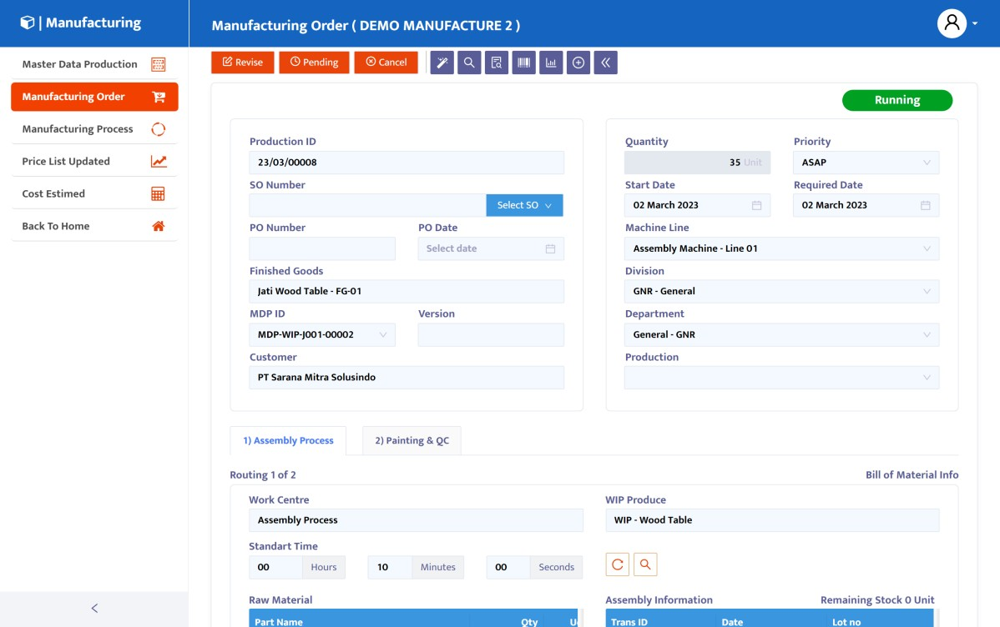 | Manufacturing
Manufacturing Order ( DEMO MANUFACTURE 2 )
Master Data Production
Manufacturing Order
Manufacturing Process
Price List Updated
Cost Estimed
Back To Home
Revise
Pending
Cancel
Running
Production ID
23/03/00008
SO Number
Select SO
PO Number
PO Date
Select date
Finished Goods
Jati Wood Table - FG-01
MDP ID
Version
MDP-WIP-J001-00002
Customer
PT Sarana Mitra Solusindo
Quantity
Priority
35 Unit
ASAP
Start Date
Required Date
02 March 2023
02 March 2023
Machine Line
Assembly Machine - Line 01
Division
GNR - General
Department
General - GNR
Production
1) Assembly Process
2) Painting & QC
Routing 1 of 2
Bill of Material Info
Work Centre
Assembly Process
WIP Produce
WIP - Wood Table
Standart Time
00 Hours
10 Minutes
00 Seconds
Raw Material
Part Name Qty
Assembly Information
Remaining Stock 0 Unit
Trans ID Date Lot no